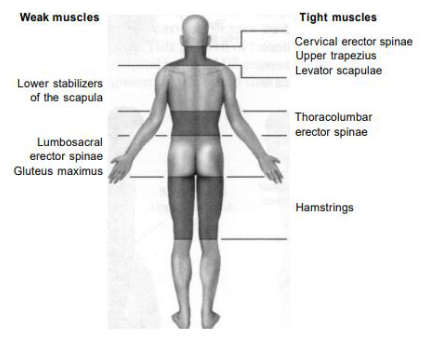 Weak muscles
Tight muscles
Cervical erector spinae
Upper trapezius
Levator scapulae
Lower stabilizers
of the scapula
Thoracolumbar
erector spinae
Lumbosacral
erector spinae
Gluteus maximus
Hamstrings